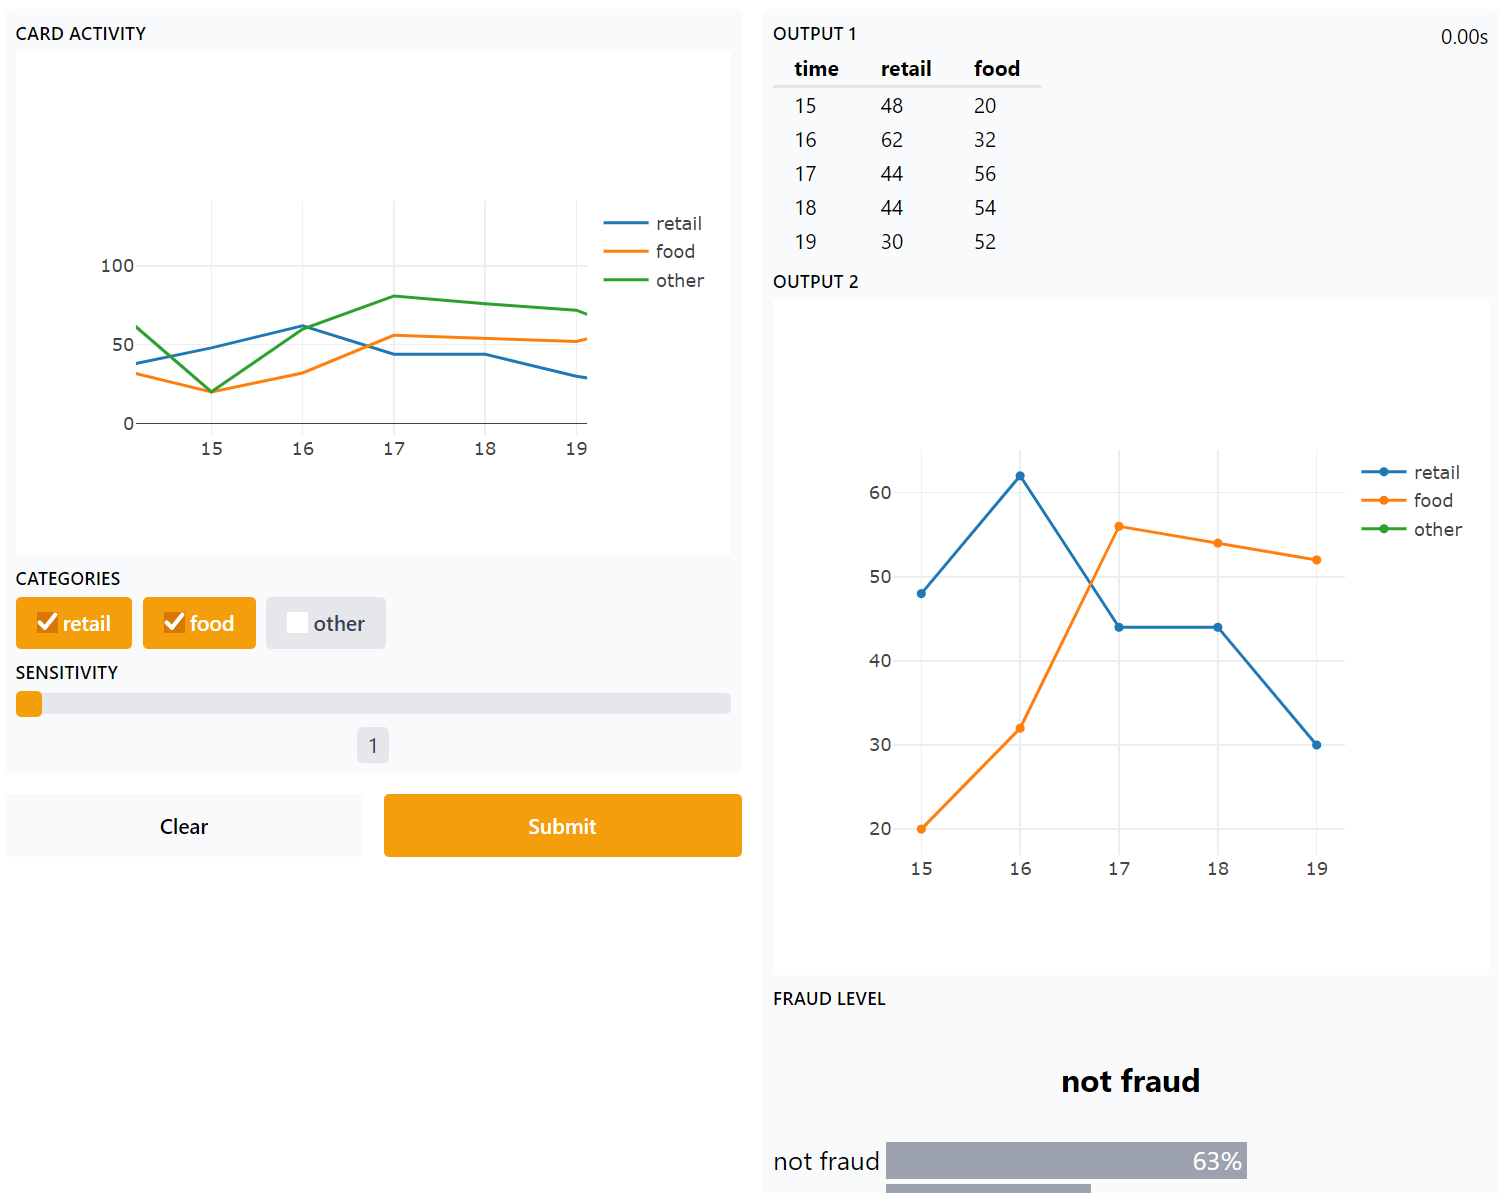 CARD ACTIVITY
100
50
0
15 16 17 18 19
retail
food
other
CATEGORIES
retail food other
SENSITIVITY
1
Clear Submit
OUTPUT 1 0.00s
time retail food
15 48 20
16 62 32
17 44 56
18 44 54
19 30 52
OUTPUT 2
60
50
40
30
20
15 16 17 18 19
retail
food
other
FRAUD LEVEL
not fraud
not fraud 63%